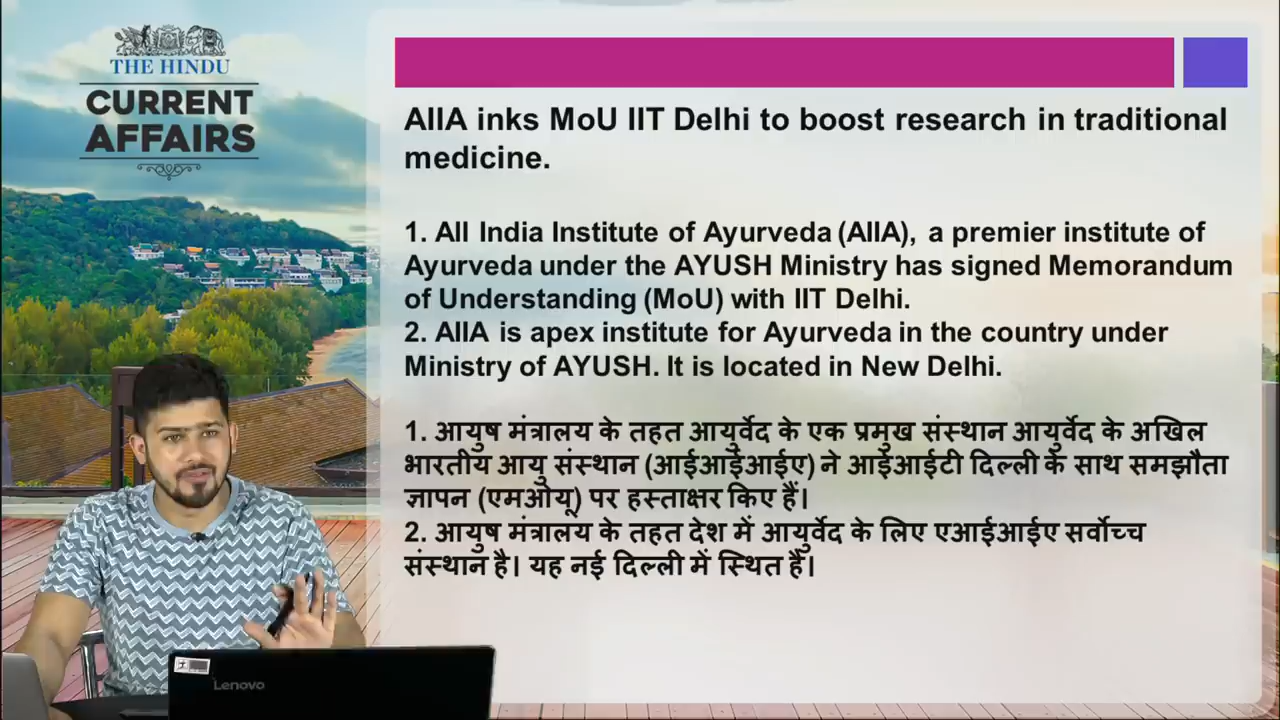 THE HINDU
CURRENT
AFFAIRS
AIIA inks MoU IIT Delhi to boost research in traditional
medicine.
1. All India Institute of Ayurveda (AIIA), a premier institute of
Ayurveda under the AYUSH Ministry has signed Memorandum
of Understanding (MoU) with IIT Delhi.
2. AIIA is apex institute for Ayurveda in the country under
Ministry of AYUSH. It is located in New Delhi.
1. आयुष मंत्रालय के तहत आयुर्वेद के एक प्रमुख संस्थान आयुर्वेद के अखिल
भारतीय आयु संस्थान (आईआईआईए) ने आईआईटी दिल्ली के साथ समझौता
ज्ञापन (एमओयू) पर हस्ताक्षर किए हैं।
2. आयुष मंत्रालय के तहत देश में आयुर्वेद के लिए एआईआईए सर्वोच्च
संस्थान है। यह नई दिल्ली में स्थित है।
Lenovo